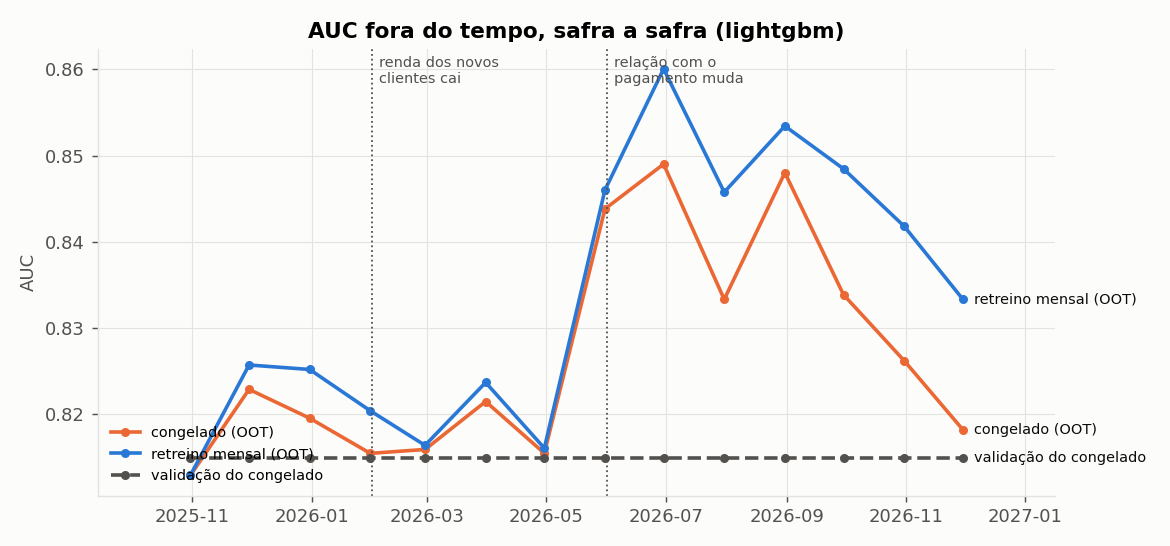 AUC fora do tempo, safra a safra (lightgbm)
renda dos novos
clientes cai
relação com o
pagamento muda
AUC
0.86
0.85
0.84
0.83
0.82
retreino mensal (OOT)
congelado (OOT)
validação do congelado
congelado (OOT)
retreino mensal (OOT)
validação do congelado
2025-11
2026-01
2026-03
2026-05
2026-07
2026-09
2026-11
2027-01